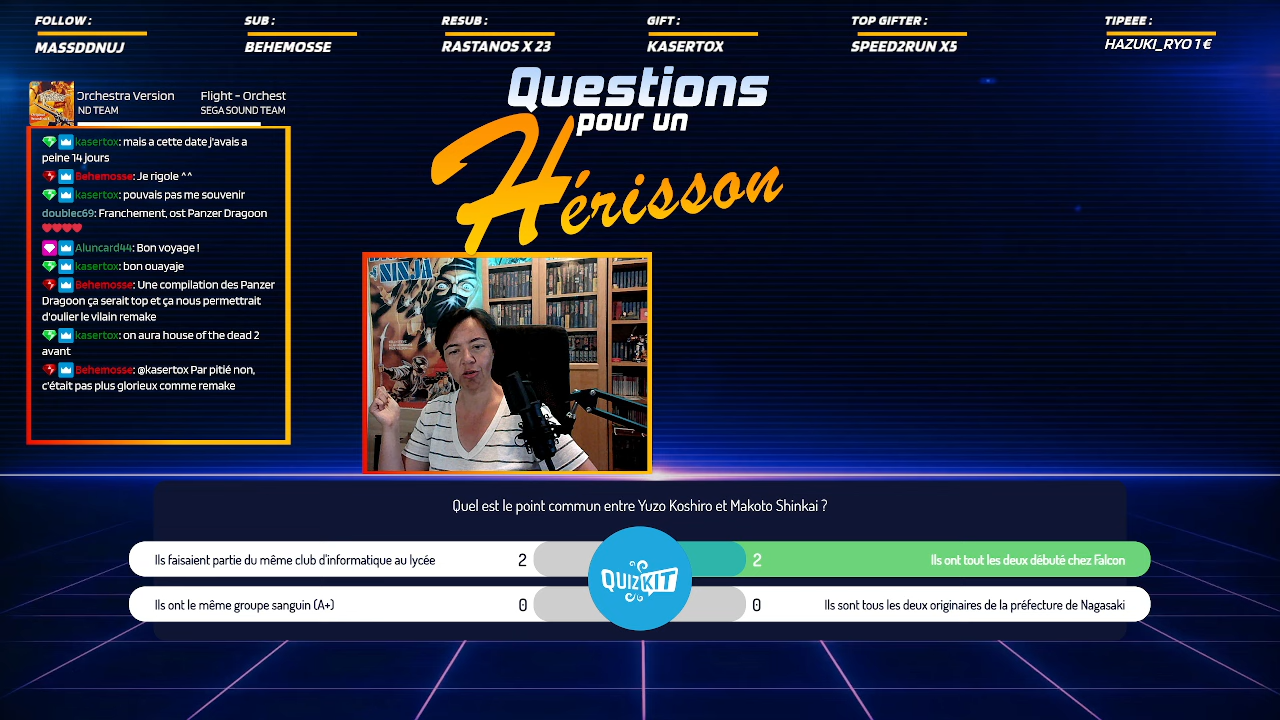 FOLLOW :
MASSDDNUJ
SUB :
BEHEMOSSE
RESUB :
RASTANOS X 23
GIFT :
KASERTOX
TOP GIFTER :
SPEED2RUN X5
TIPEEE :
HAZUKI_RYO 1 €
Orchestra Version
Flight - Orchest
ND TEAM
SEGA SOUND TEAM
Questions
pour un
Hérisson
kasertox: mais a cette date j'avais a
peine 14 jours
Behemosse: Je rigole ^^
kasertox: pouvais pas me souvenir
doublec69: Franchement, ost Panzer Dragoon
Aluncard44: Bon voyage !
kasertox: bon ouayaje
Behemosse: Une compilation des Panzer
Dragoon ça serait top et ça nous permettrait
d'oulier le vilain remake
kasertox: on aura house of the dead 2
avant
Behemosse: @kasertox Par pitié non,
c'était pas plus glorieux comme remake
NINJA
Quel est le point commun entre Yuzo Koshiro et Makoto Shinkai ?
Ils faisaient partie du même club d'informatique au lycée
2
2
Ils ont tout les deux débuté chez Falcon
QUIZKIT
Ils ont le même groupe sanguin (A+)
0
0
Ils sont tous les deux originaires de la préfecture de Nagasaki